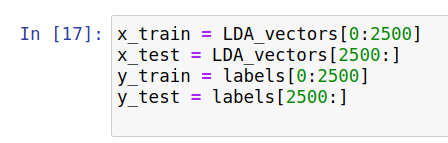 In [17]: x_train = LDA_vectors[0:2500]
x_test = LDA_vectors[2500:]
y_train = labels[0:2500]
y_test = labels[2500:]